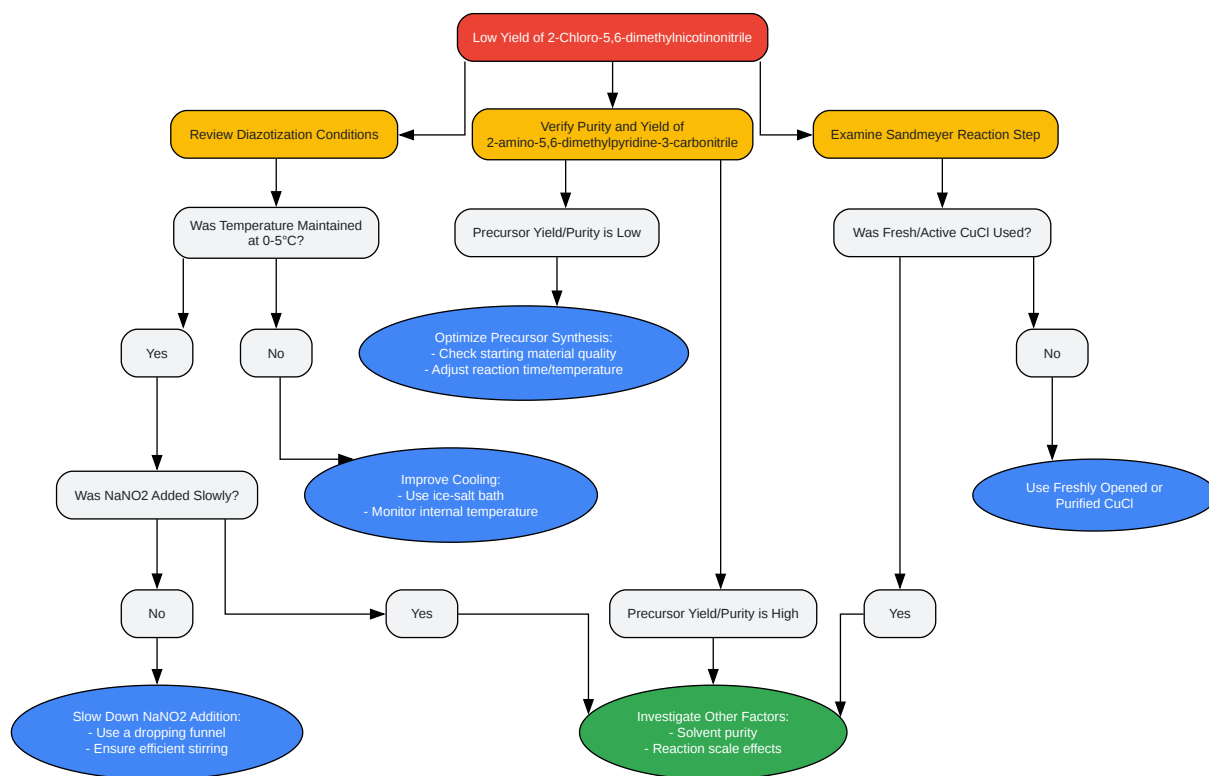 Low Yield of 2-Chloro-5,6-dimethylnicotinonitrile
Review Diazotization Conditions
Verify Purity and Yield of
2-amino-5,6-dimethylpyridine-3-carbonitrile
Examine Sandmeyer Reaction Step
Was Temperature Maintained
at 0-5°C?
Precursor Yield/Purity is Low
Was Fresh/Active CuCl Used?
Yes
No
Optimize Precursor Synthesis:
- Check starting material quality
- Adjust reaction time/temperature
No
Was NaNO2 Added Slowly?
Improve Cooling:
- Use ice-salt bath
- Monitor internal temperature
Use Freshly Opened or
Purified CuCl
No
Yes
Precursor Yield/Purity is High
Yes
Slow Down NaNO2 Addition:
- Use a dropping funnel
- Ensure efficient stirring
Investigate Other Factors:
- Solvent purity
- Reaction scale effects